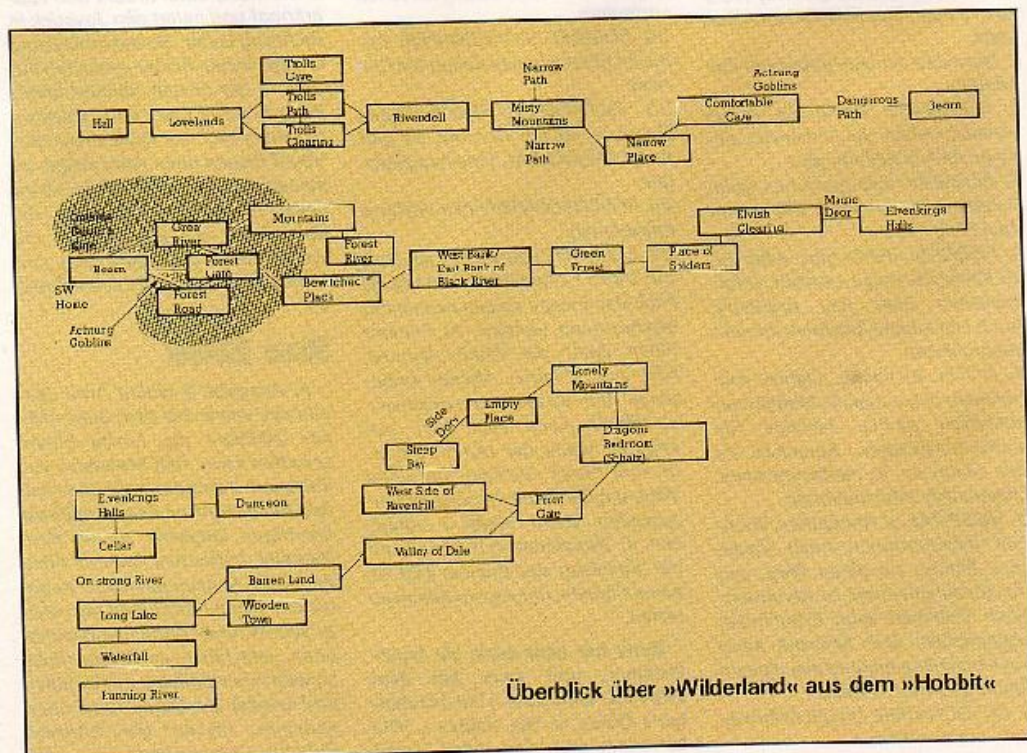 Trolls
Cave
Hall
Lovelands
Trolls
Path
Trolls
Clearing
Rivendell
Narrow
Path
Misty
Mountains
Narrow
Path
Narrow
Place
Achtung
Goblins
Comfortable
Cave
Dangirous
Path
Beorn
Great
River
Mountains
Forest
River
Beorn
Forest
Gate
Forest
Road
SW
Home
Achtung
Goblins
Bewitched
Place
West Bank/
East Bank of
Black River
Green
Forest
Place of
Spiders
Elvish
Clearing
Magic
Door
Elvenkings
Halls
Lonely
Mountains
Side
Door
Empty
Place
Dragons
Bedroom
(Schatz)
Steep
Bay
West Side of
Ravenhill
Front
Gate
Elvenkings
Halls
Dungeon
Cellar
Valley of Dale
On strong River
Barren Land
Long Lake
Wooden
Town
Waterfall
Running River
Überblick über »Wilderland« aus dem »Hobbit«